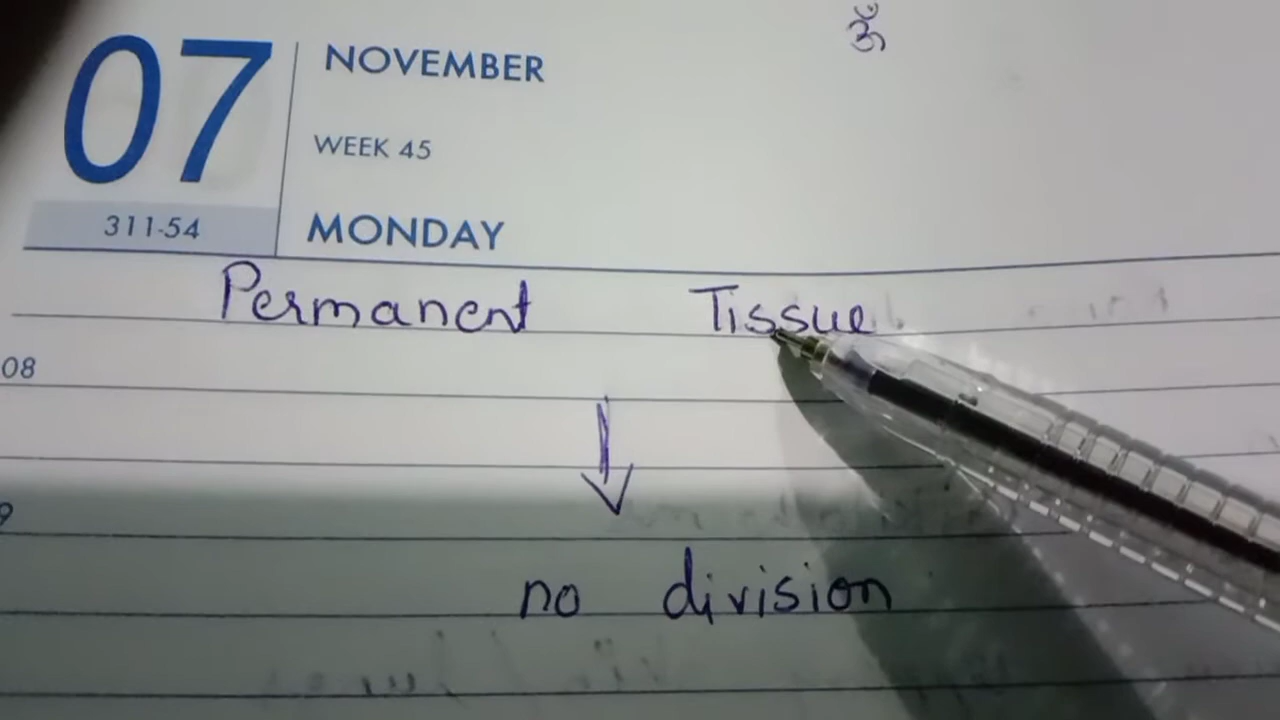 ॐ
07
NOVEMBER
WEEK 45
311-54
MONDAY
Permanent Tissue
08
no division